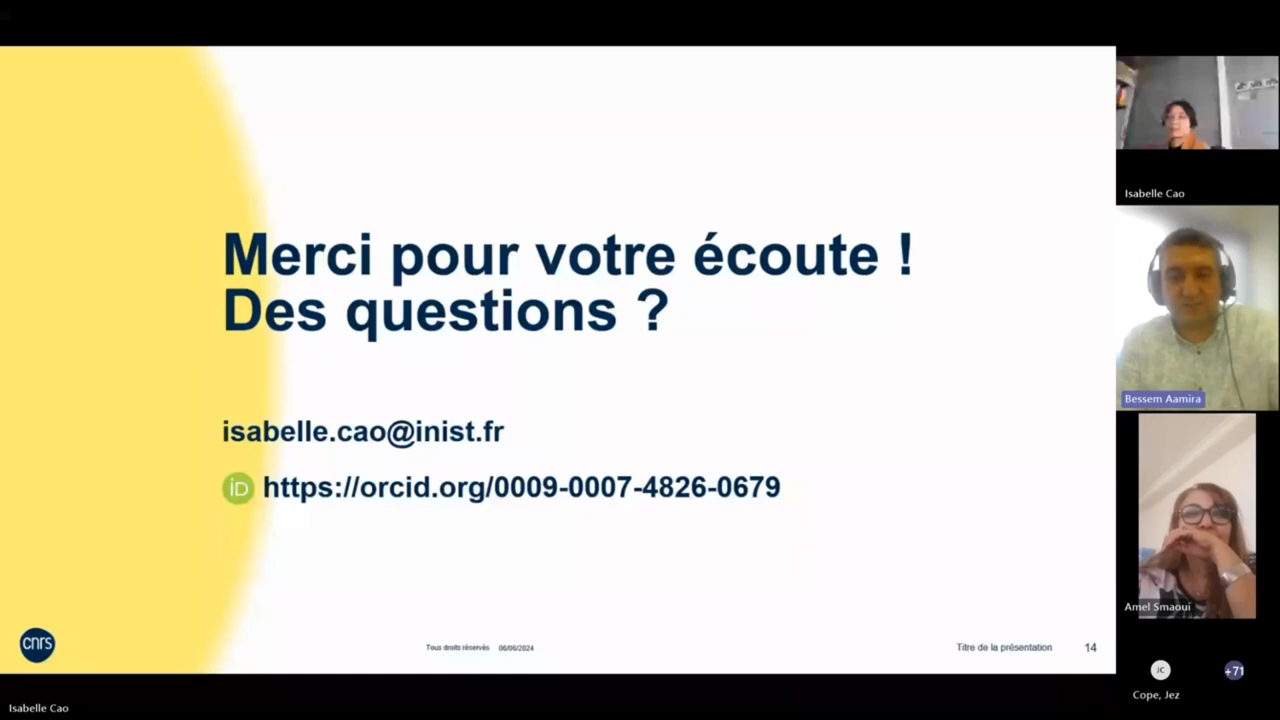 Merci pour votre écoute !
Des questions ?
isabelle.cao@inist.fr
iD https://orcid.org/0009-0007-4826-0679
cnrs
Tous droits réservés 06/06/2024
Titre de la présentation 14
Isabelle Cao
Isabelle Cao
Bessem Aamira
Amel Smaoui
JC +71
Cope, Jez